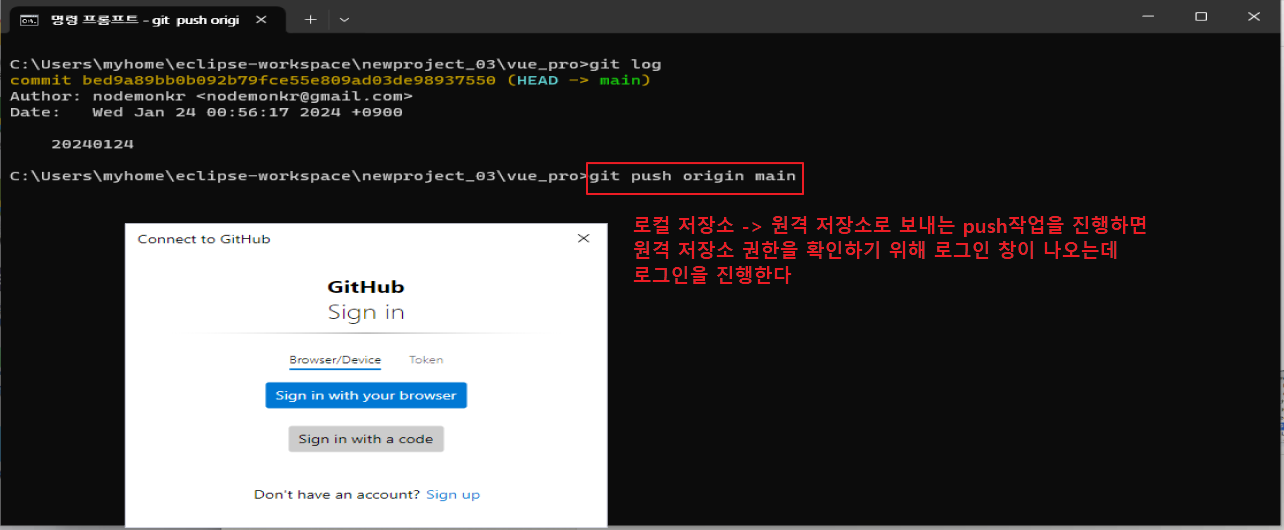 명령 프롬프트 - git  push origi
C:\Users\myhome\eclipse-workspace\newproject_03\vue_pro>git log
commit bed9a89bb0b092b79fce55e809ad03de98937550 (HEAD -> main)
Author: nodemonkr <nodemonkr@gmail.com>
Date:   Wed Jan 24 00:56:17 2024 +0900
20240124
C:\Users\myhome\eclipse-workspace\newproject_03\vue_pro>git push origin main
로컬 저장소 -> 원격 저장소로 보내는 push작업을 진행하면
원격 저장소 권한을 확인하기 위해 로그인 창이 나오는데
로그인을 진행한다
Connect to GitHub
GitHub
Sign in
Browser/Device Token
Sign in with your browser
Sign in with a code
Don't have an account? Sign up